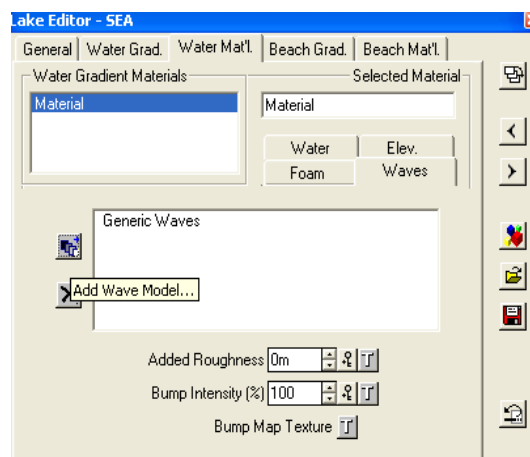 Lake Editor - SEA
General Water Grad. Water Mat'l. Beach Grad. Beach Mat'l.
Water Gradient Materials Selected Material
Material Material
Water Elev.
Foam Waves
Generic Waves
Add Wave Model...
Added Roughness 0m
Bump Intensity (%) 100
Bump Map Texture